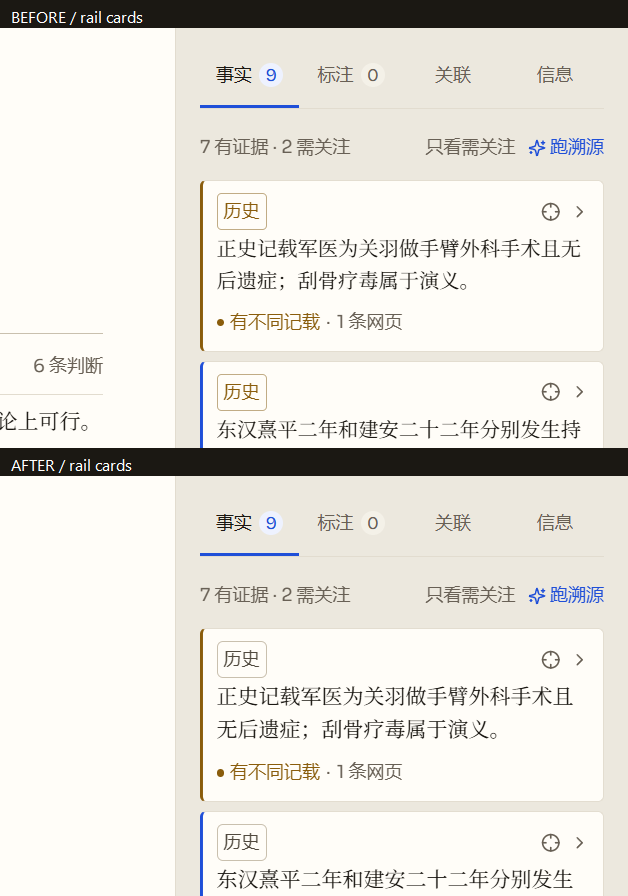 BEFORE / rail cards
事实 9 标注 0 关联 信息
7 有证据 · 2 需关注 只看需关注 跑溯源
历史
正史记载军医为关羽做手臂外科手术且无
后遗症；刮骨疗毒属于演义。
有不同记载 · 1 条网页
6 条判断
历史
论上可行。
东汉熹平二年和建安二十二年分别发生持
AFTER / rail cards
事实 9 标注 0 关联 信息
7 有证据 · 2 需关注 只看需关注 跑溯源
历史
正史记载军医为关羽做手臂外科手术且
无后遗症；刮骨疗毒属于演义。
有不同记载 · 1 条网页
历史
东汉熹平二年和建安二十二年分别发生